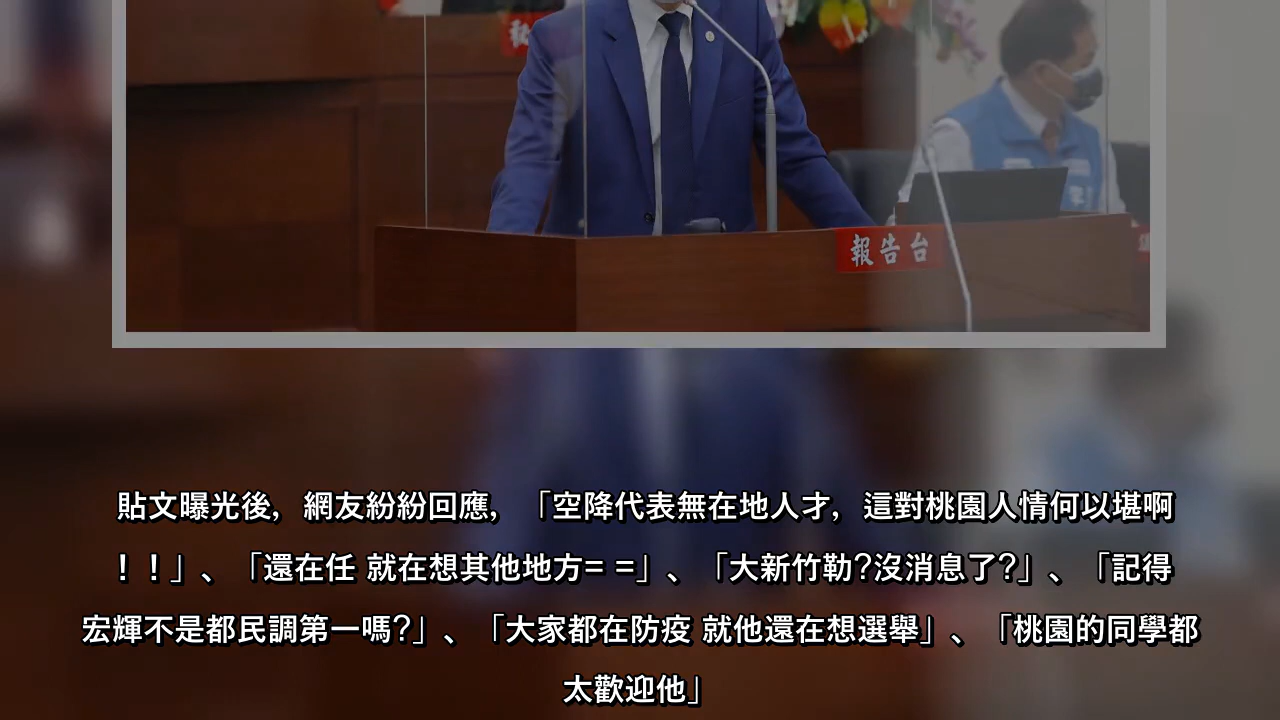 報告台
貼文曝光後，網友紛紛回應，「空降代表無在地人才，這對桃園人情何以堪啊
！！」、「還在任 就在想其他地方= =」、「大新竹勒?沒消息了?」、「記得
宏輝不是都民調第一嗎?」、「大家都在防疫 就他還在想選舉」、「桃園的同學都
太歡迎他」